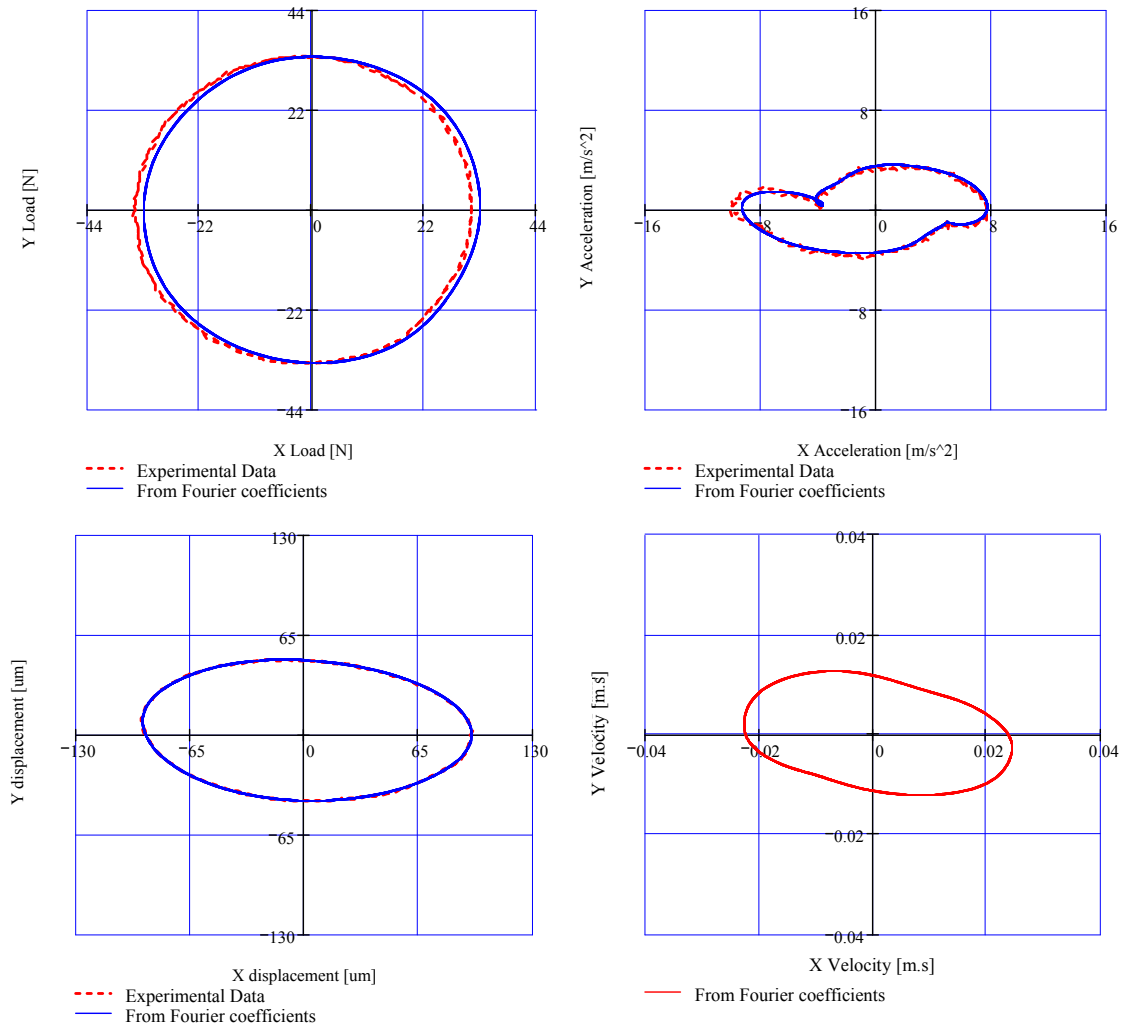 44
22
Y Load [N]
−44 −22 0 22 44
−22
−44
X Load [N]
Experimental Data
From Fourier coefficients
16
8
Y Acceleration [m/s^2]
−16 −8 0 8 16
−8
−16
X Acceleration [m/s^2]
Experimental Data
From Fourier coefficients
130
65
Y displacement [um]
−130 −65 0 65 130
−65
−130
X displacement [um]
Experimental Data
From Fourier coefficients
0.04
0.02
Y Velocity [m.s]
−0.04 −0.02 0 0.02 0.04
−0.02
−0.04
X Velocity [m.s]
From Fourier coefficients